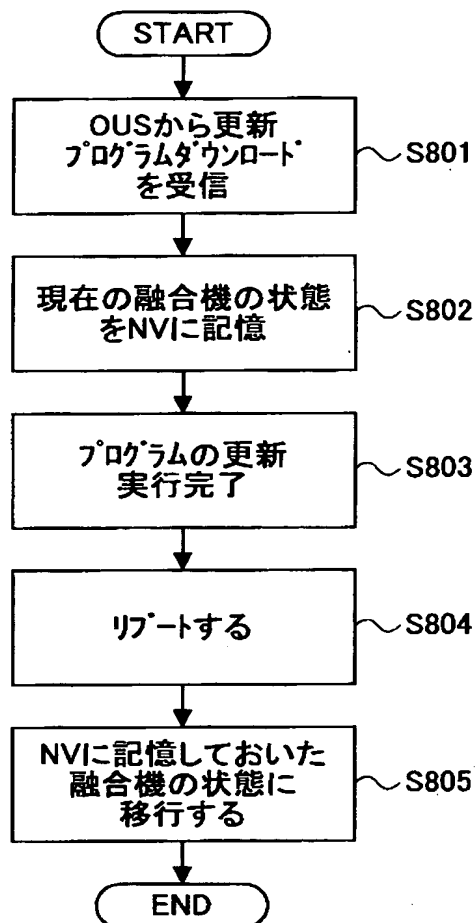 START
OUSから更新
プログラムダウンロード
を受信
S801
現在の融合機の状態
をNVに記憶
S802
プログラムの更新
実行完了
S803
リブートする
S804
NVに記憶しておいた
融合機の状態に
移行する
S805
END